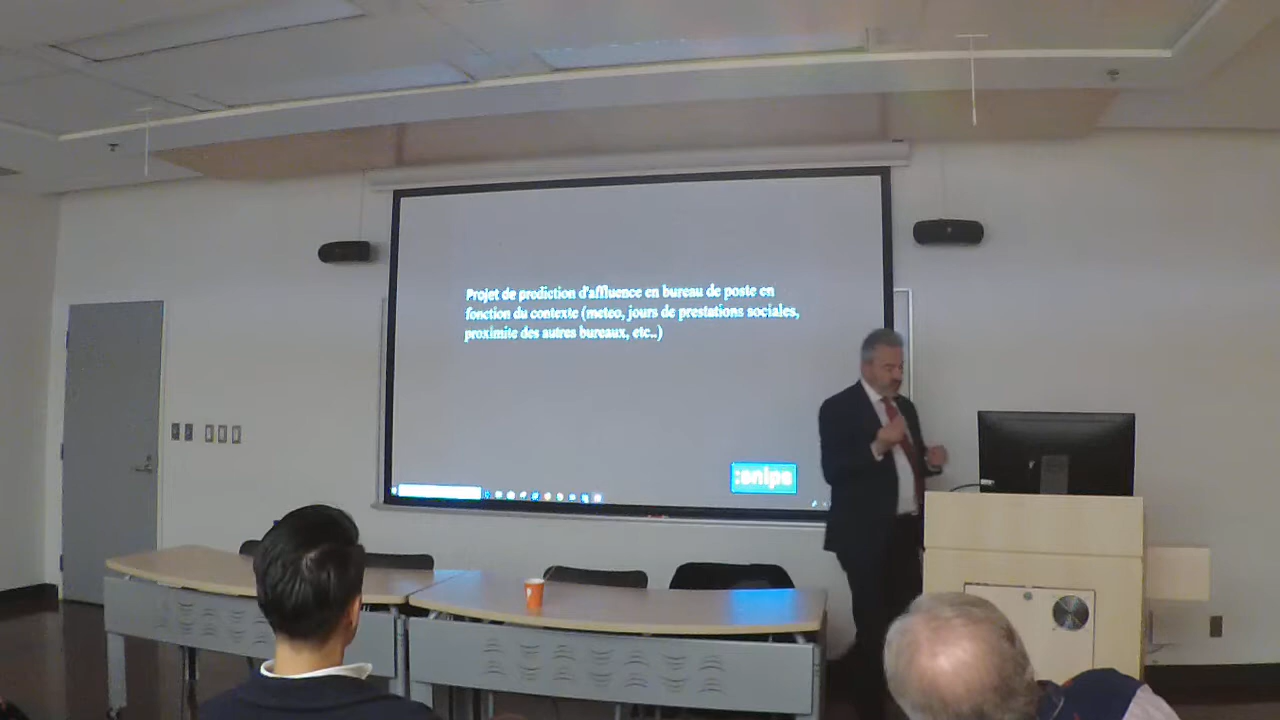 Projet de prediction d'affluence en bureau de poste en
fonction du contexte (meteo, jours de prestations sociales,
proximite des autres bureaux, etc..)
:snips